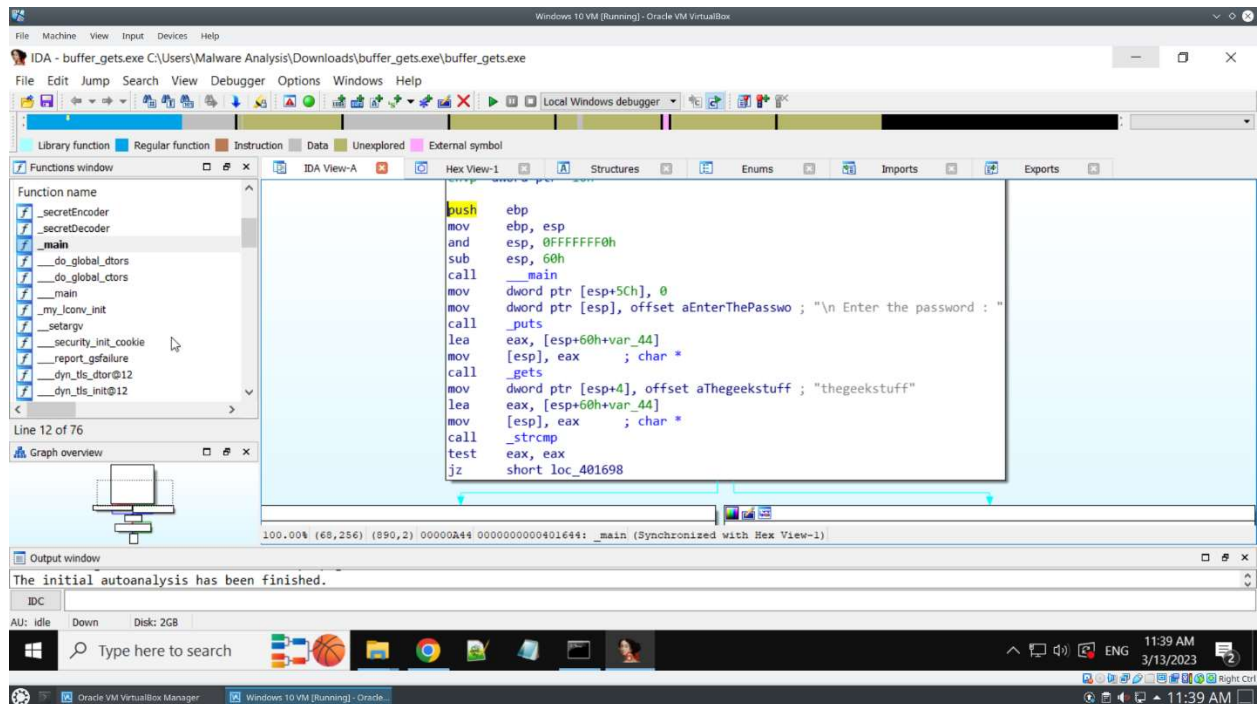 Windows 10 VM [Running] - Oracle VM VirtualBox
File Machine View Input Devices Help
IDA - buffer_gets.exe C:\Users\Malware Analysis\Downloads\buffer_gets.exe\buffer_gets.exe
File Edit Jump Search View Debugger Options Windows Help
Local Windows debugger
Library function Regular function Instruction Data Unexplored External symbol
Functions window
IDA View-A Hex View-1 Structures Enums Imports Exports
Function name
_secretEncoder
_secretDecoder
_main
___do_global_dtors
___do_global_ctors
___main
_my_lconv_init
__setargv
___security_init_cookie
___report_gsfailure
___dyn_tls_dtor@12
___dyn_tls_init@12
Line 12 of 76
Graph overview
push ebp
mov ebp, esp
and esp, 0FFFFFFF0h
sub esp, 60h
call ___main
mov dword ptr [esp+5Ch], 0
mov dword ptr [esp], offset aEnterThePasswo ; "\n Enter the password : "
call _puts
lea eax, [esp+60h+var_44]
mov [esp], eax ; char *
call _gets
mov dword ptr [esp+4], offset aThegeekstuff ; "thegeekstuff"
lea eax, [esp+60h+var_44]
mov [esp], eax ; char *
call _strcmp
test eax, eax
jz short loc_401698
100.00% (68,256) (890,2) 00000A44 0000000000401644: _main (Synchronized with Hex View-1)
Output window
The initial autoanalysis has been finished.
IDC
AU: idle Down Disk: 2GB
Type here to search
ENG
11:39 AM
3/13/2023
2
Right Ctrl
Oracle VM VirtualBox Manager Windows 10 VM [Running] - Oracle...
11:39 AM